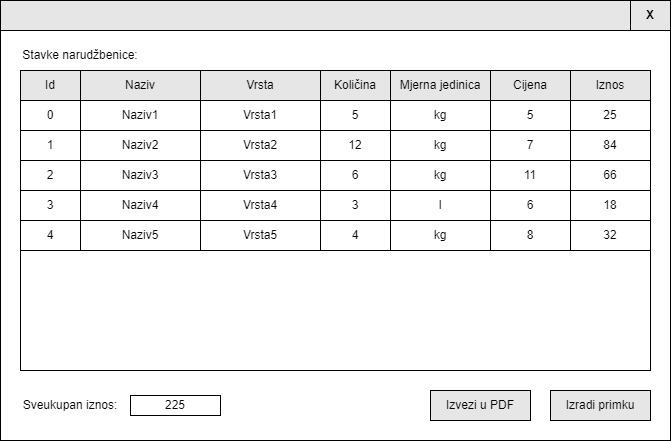 X
Stavke narudžbenice:
Id Naziv Vrsta Količina Mjerna jedinica Cijena Iznos
0 Naziv1 Vrsta1 5 kg 5 25
1 Naziv2 Vrsta2 12 kg 7 84
2 Naziv3 Vrsta3 6 kg 11 66
3 Naziv4 Vrsta4 3 l 6 18
4 Naziv5 Vrsta5 4 kg 8 32
Sveukupan iznos: 225 Izvezi u PDF Izradi primku